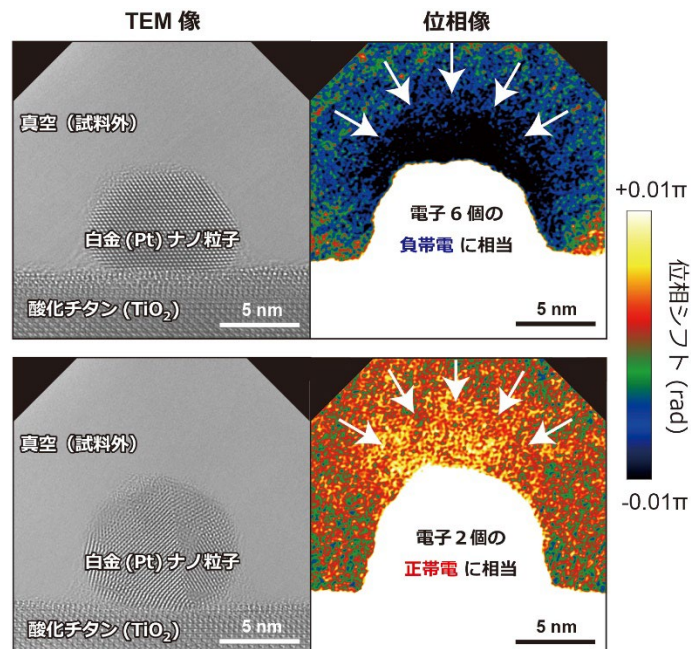 TEM 像
位相像
真空（試料外）
白金 (Pt) ナノ粒子
酸化チタン (TiO₂)
5 nm
電子６個の
負帯電 に相当
5 nm
+0.01π
位相シフト (rad)
-0.01π
真空（試料外）
白金 (Pt) ナノ粒子
酸化チタン (TiO₂)
5 nm
電子２個の
正帯電 に相当
5 nm